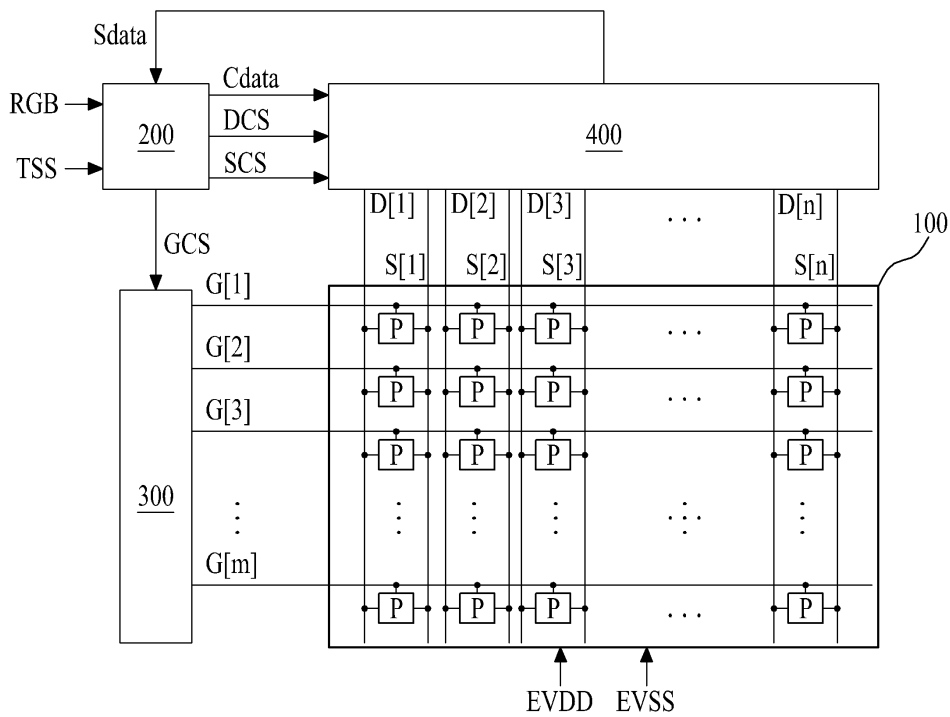 Sdata
RGB
TSS
200
Cdata
DCS
SCS
400
GCS
D[1] D[2] D[3] ... D[n]
100
S[1] S[2] S[3] S[n]
G[1]
P P P ... P
G[2]
P P P ... P
G[3]
P P P P
300
G[m]
P P P ... P
EVDD EVSS